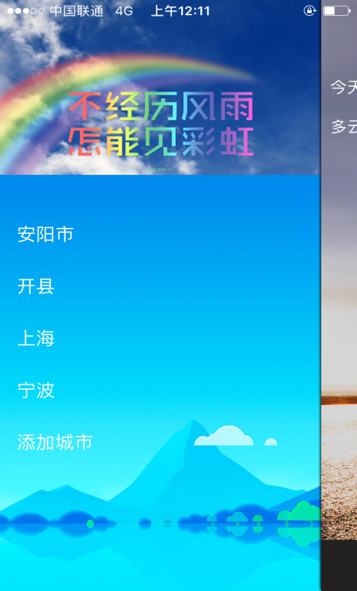 中国联通 4G 上午12:11
不经历风雨
怎能见彩虹
今天
多云
安阳市
开县
上海
宁波
添加城市